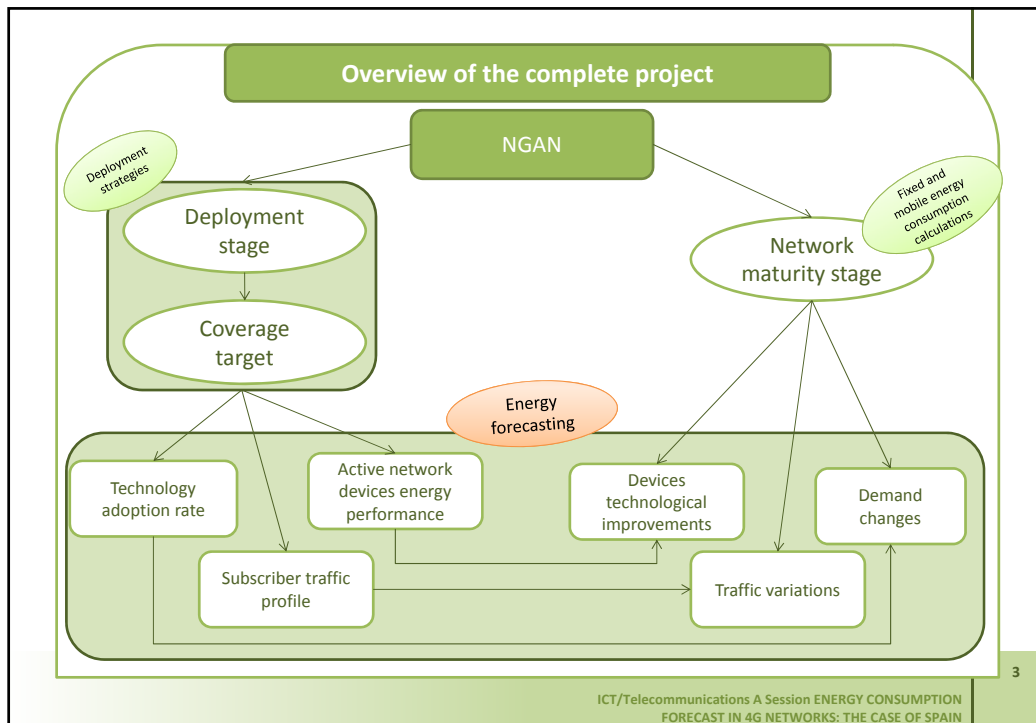 Overview of the complete project
NGAN
Deployment
strategies
Fixed and
mobile energy
consumption
calculations
Deployment
stage
Network
maturity stage
Coverage
target
Energy
forecasting
Technology
adoption rate
Active network
devices energy
performance
Devices
technological
improvements
Demand
changes
Subscriber traffic
profile
Traffic variations
3
ICT/Telecommunications A Session ENERGY CONSUMPTION
FORECAST IN 4G NETWORKS: THE CASE OF SPAIN